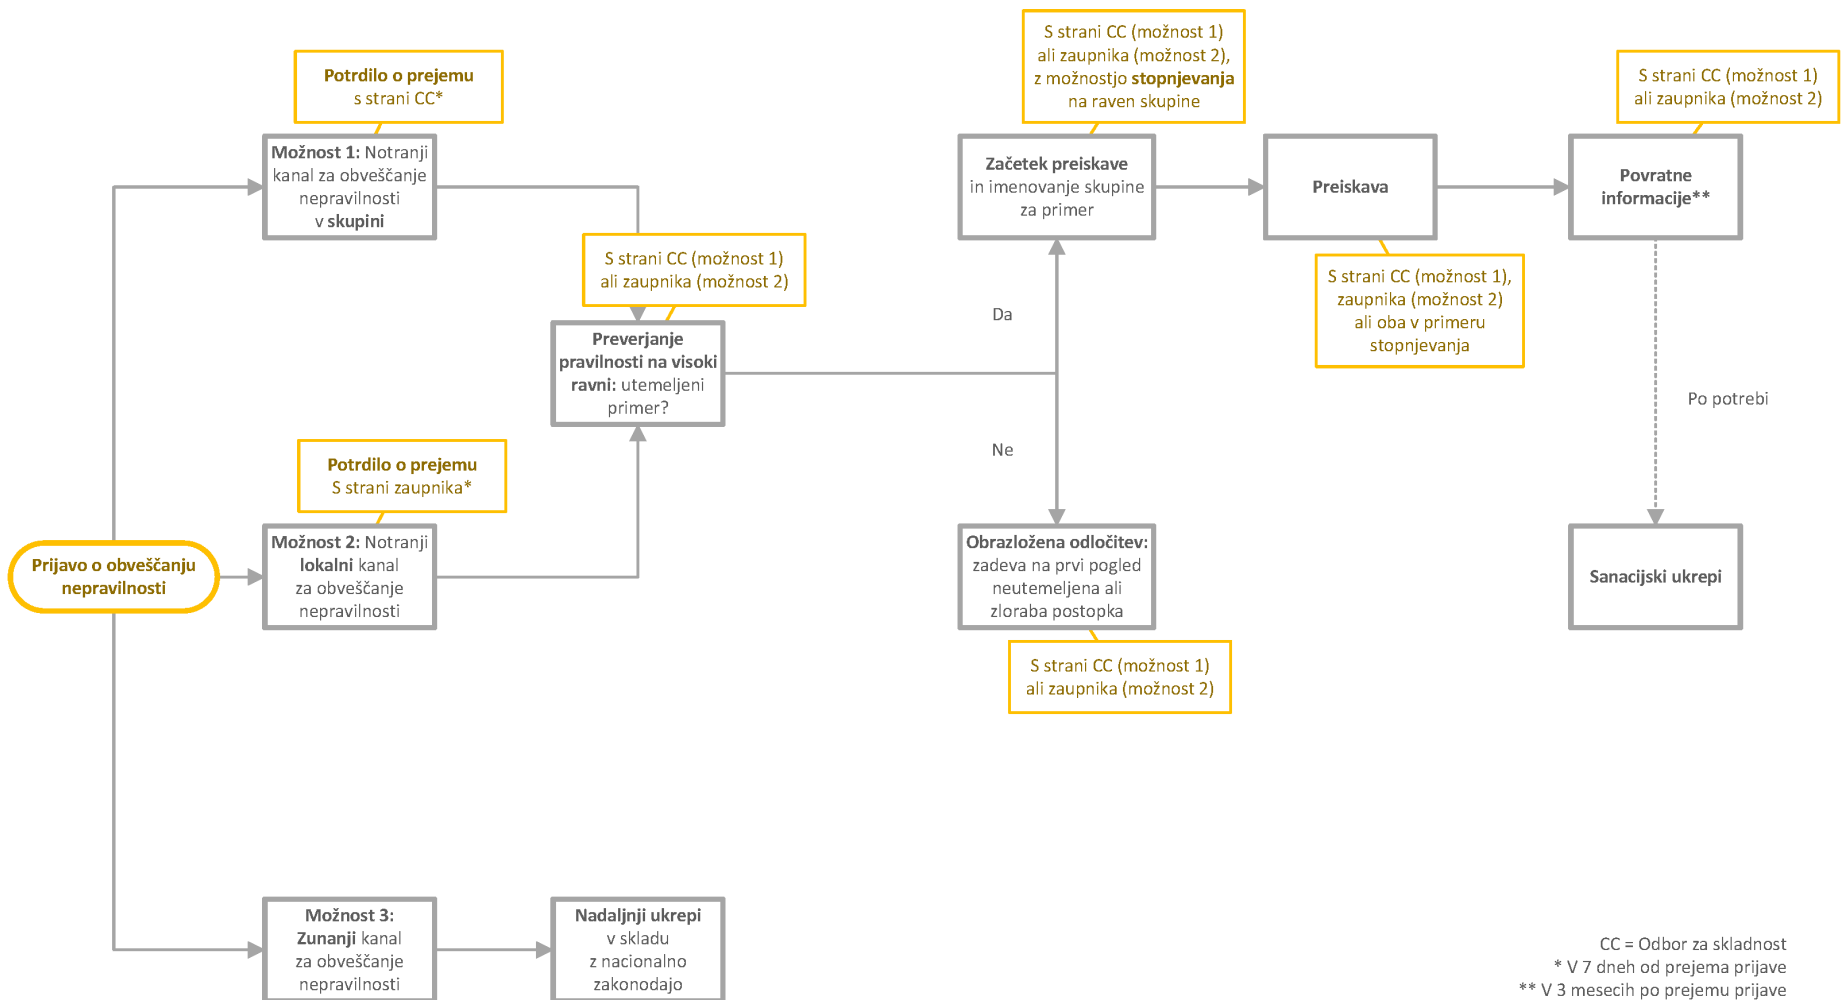 Prijavo o obveščanju
nepravilnosti
Potrdilo o prejemu
s strani CC*
Možnost 1: Notranji
kanal za obveščanje
nepravilnosti
v skupini
Potrdilo o prejemu
S strani zaupnika*
Možnost 2: Notranji
lokalni kanal
za obveščanje
nepravilnosti
Možnost 3:
Zunanji kanal
za obveščanje
nepravilnosti
Nadaljnji ukrepi
v skladu
z nacionalno
zakonodajo
S strani CC (možnost 1)
ali zaupnika (možnost 2)
Preverjanje
pravilnosti na visoki
ravni: utemeljeni
primer?
Da
Ne
S strani CC (možnost 1)
ali zaupnika (možnost 2),
z možnostjo stopnjevanja
na raven skupine
Začetek preiskave
in imenovanje skupine
za primer
Obrazložena odločitev:
zadeva na prvi pogled
neutemeljena ali
zloraba postopka
S strani CC (možnost 1)
ali zaupnika (možnost 2)
Preiskava
S strani CC (možnost 1),
zaupnika (možnost 2)
ali oba v primeru
stopnjevanja
S strani CC (možnost 1)
ali zaupnika (možnost 2)
Povratne
informacije**
Po potrebi
Sanacijski ukrepi
CC = Odbor za skladnost
* V 7 dneh od prejema prijave
** V 3 mesecih po prejemu prijave